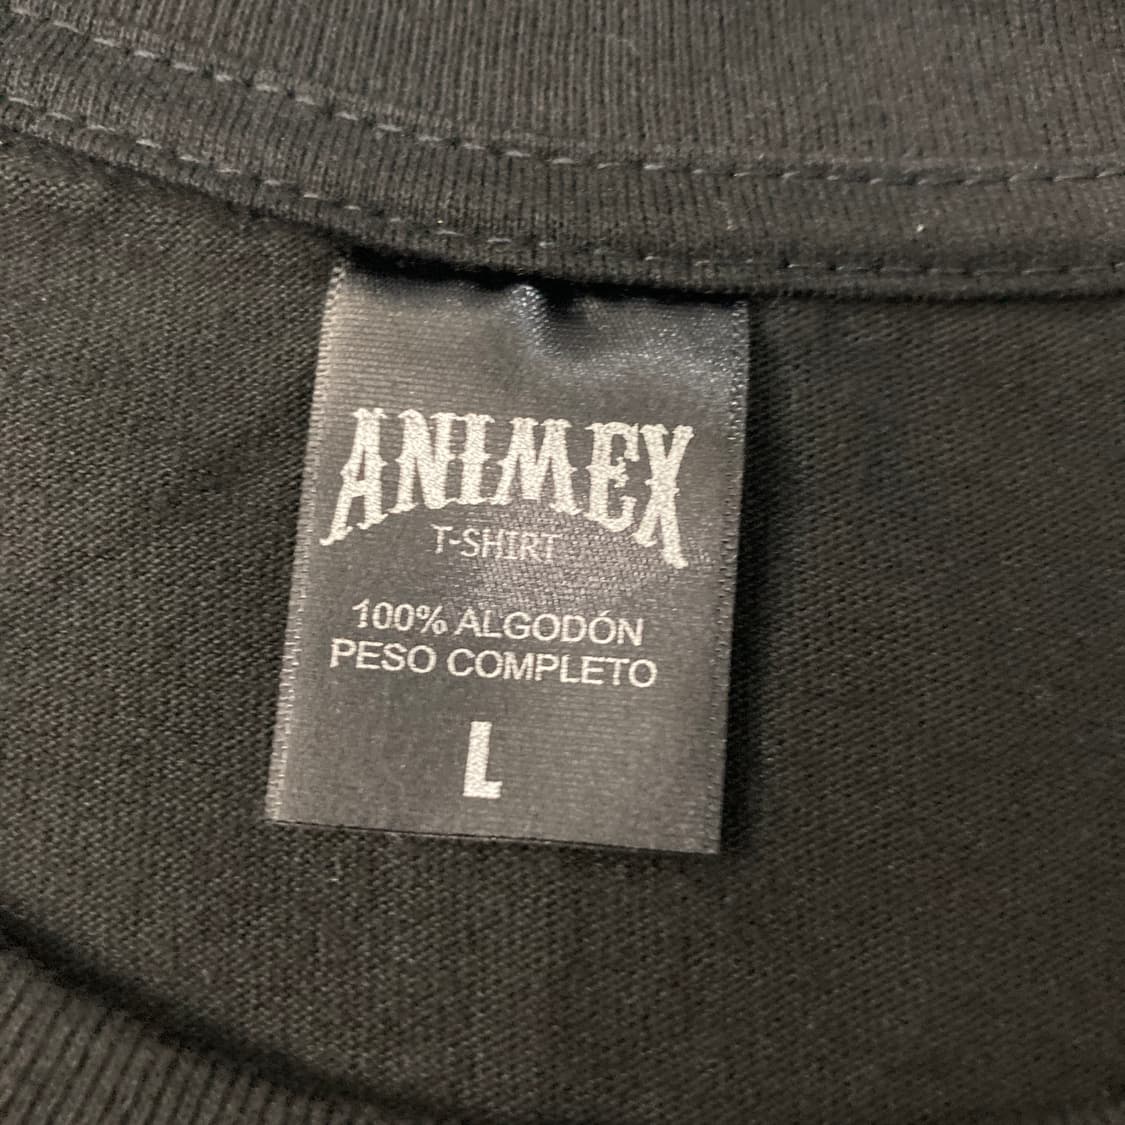 ANIMEX
T-SHIRT
100% ALGODÓN
PESO COMPLETO
L